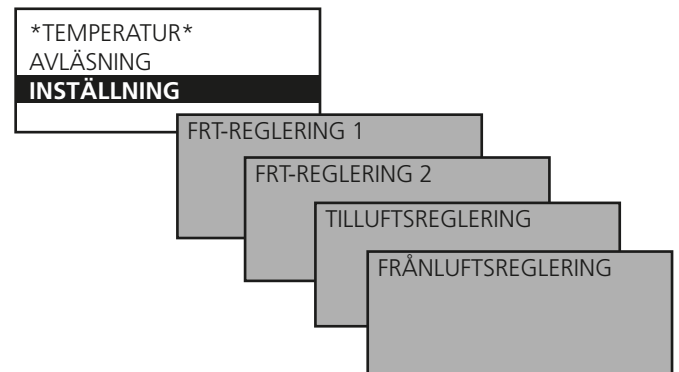 *TEMPERATUR*
AVLÄSNING
INSTÄLLNING
FRT-REGLERING 1
FRT-REGLERING 2
TILLUFTSREGLERING
FRÅNLUFTSREGLERING